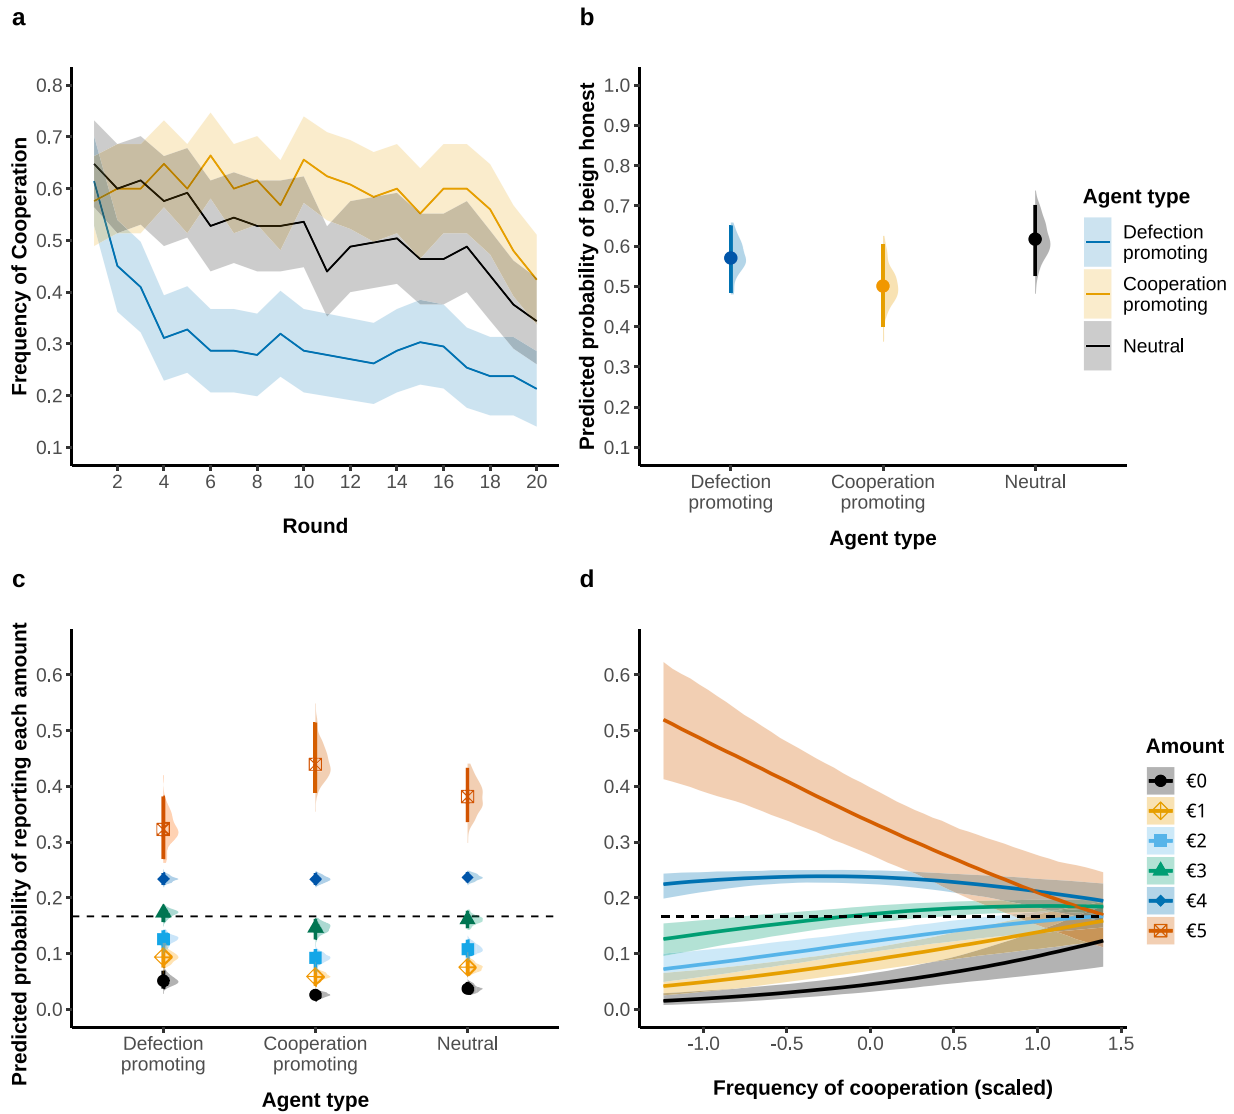 a
Frequency of Cooperation
0.8
0.7
0.6
0.5
0.4
0.3
0.2
0.1
2 4 6 8 10 12 14 16 18 20
Round
b
Predicted probability of beign honest
1.0
0.9
0.8
0.7
0.6
0.5
0.4
0.3
0.2
0.1
Defection
promoting
Cooperation
promoting
Neutral
Agent type
Agent type
Defection
promoting
Cooperation
promoting
Neutral
c
Predicted probability of reporting each amount
0.6
0.5
0.4
0.3
0.2
0.1
0.0
Defection
promoting
Cooperation
promoting
Neutral
Agent type
d
0.6
0.5
0.4
0.3
0.2
0.1
0.0
-1.0 -0.5 0.0 0.5 1.0 1.5
Frequency of cooperation (scaled)
Amount
€0
€1
€2
€3
€4
€5